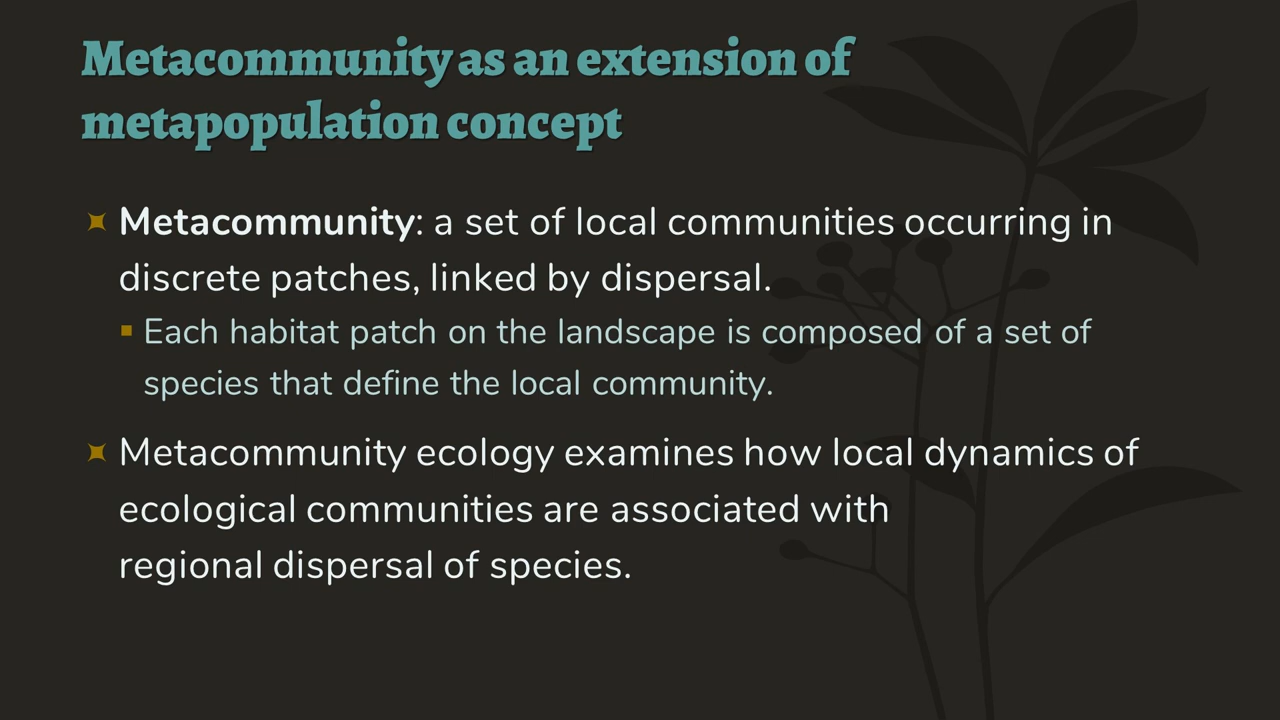 Metacommunity as an extension of
metapopulation concept
Metacommunity: a set of local communities occurring in
discrete patches, linked by dispersal.
Each habitat patch on the landscape is composed of a set of
species that define the local community.
Metacommunity ecology examines how local dynamics of
ecological communities are associated with
regional dispersal of species.